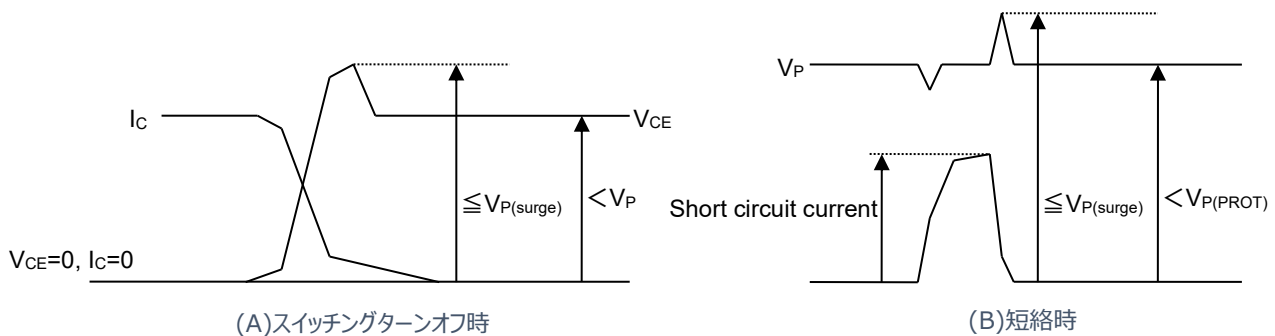 IC
VCE
≦VP(surge)
<VP
VCE=0, IC=0
(A)スイッチングターンオフ時
VP
Short circuit current
≦VP(surge)
<VP(PROT)
(B)短絡時